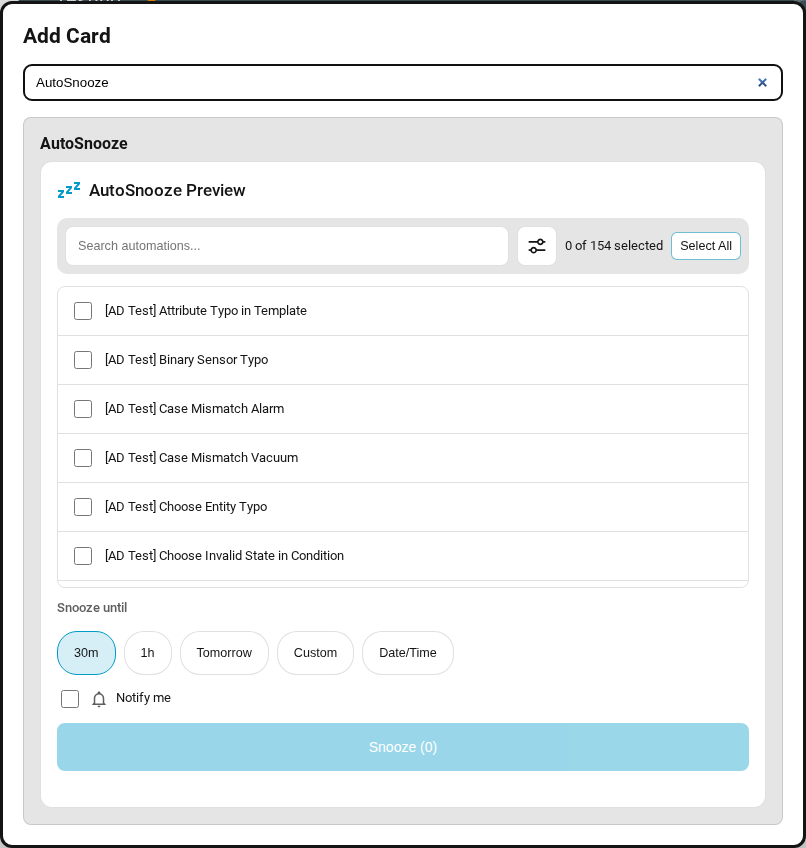 Add Card
AutoSnooze
AutoSnooze
zzz AutoSnooze Preview
Search automations...
0 of 154 selected
Select All
[AD Test] Attribute Typo in Template
[AD Test] Binary Sensor Typo
[AD Test] Case Mismatch Alarm
[AD Test] Case Mismatch Vacuum
[AD Test] Choose Entity Typo
[AD Test] Choose Invalid State in Condition
Snooze until
30m
1h
Tomorrow
Custom
Date/Time
Notify me
Snooze (0)